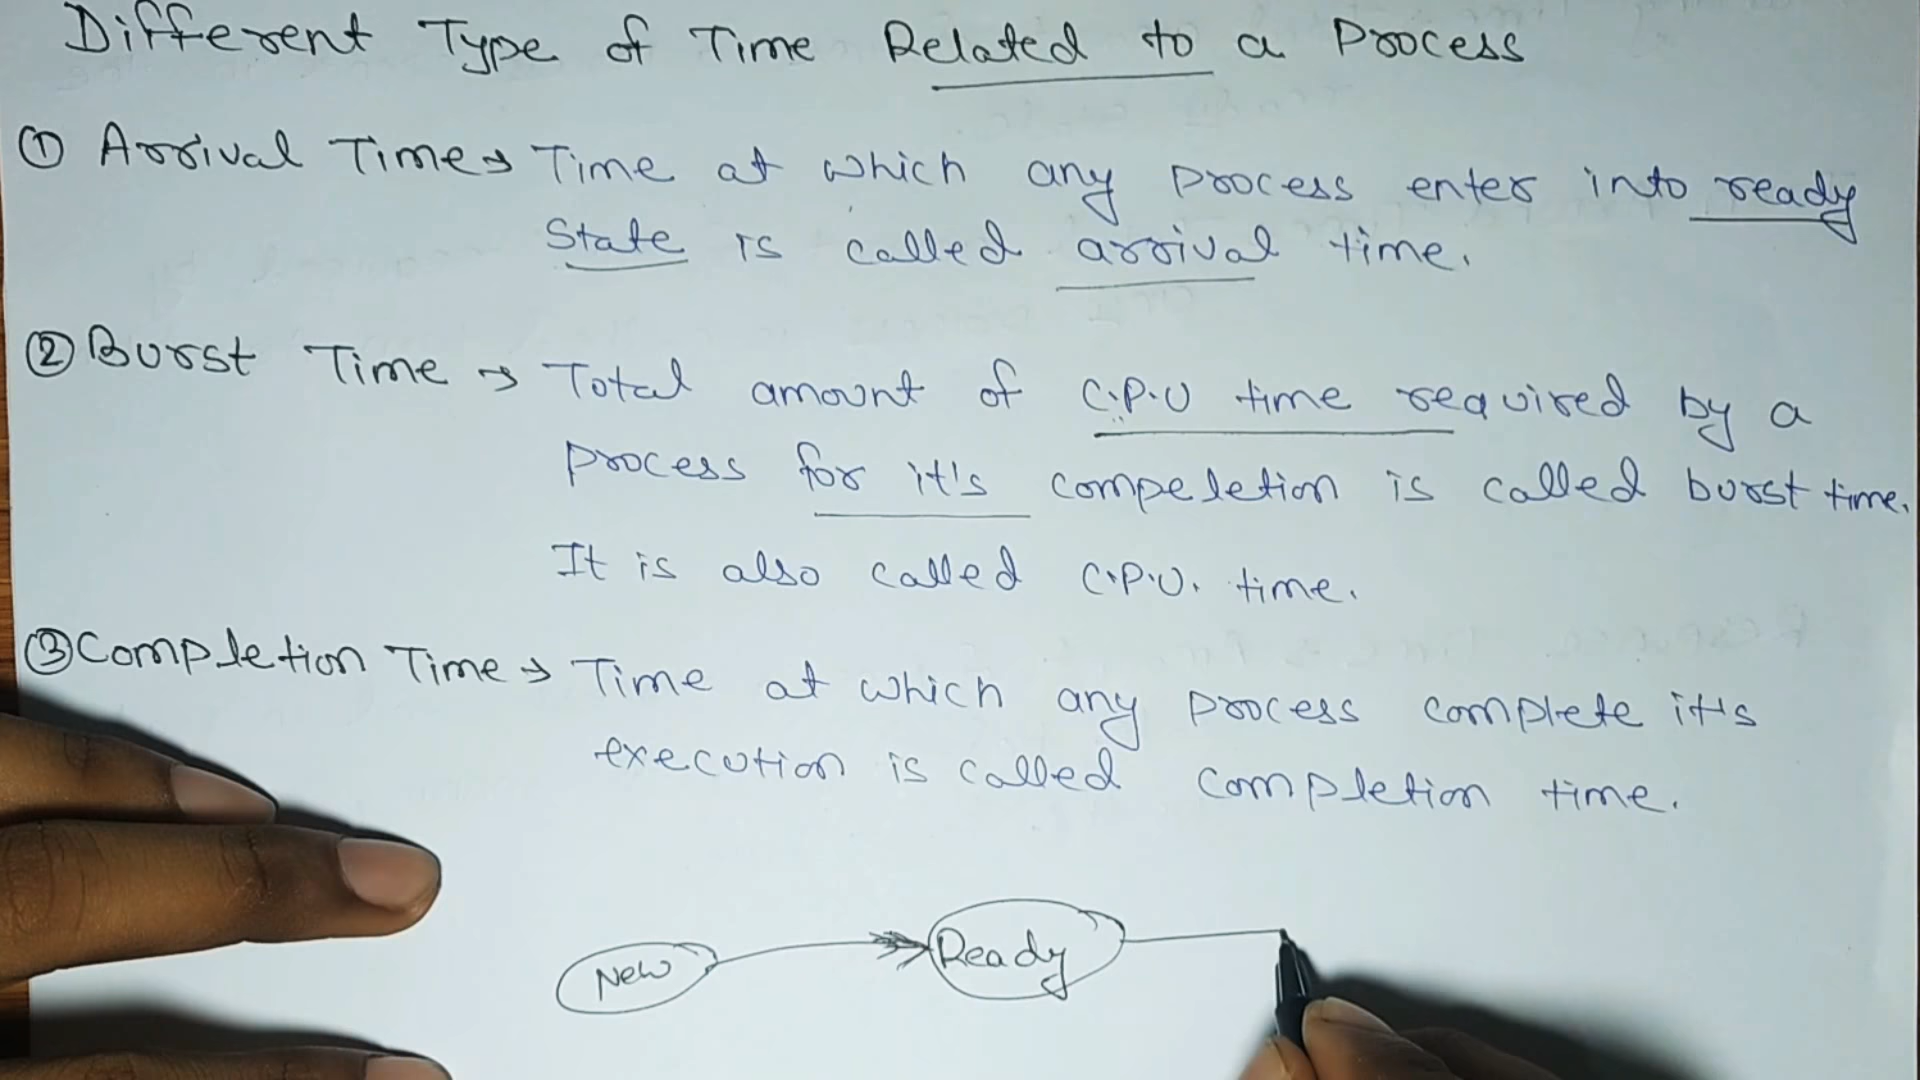 Different Type of Time Related to a Process
① Arrival Time → Time at which any process enter into ready
State is called arrival time.
② Burst Time → Total amount of C.P.U time required by a
process for it's compeletion is called burst time.
It is also called C.P.U. time.
③ Completion Time → Time at which any process complete it's
execution is called completion time.
New → Ready